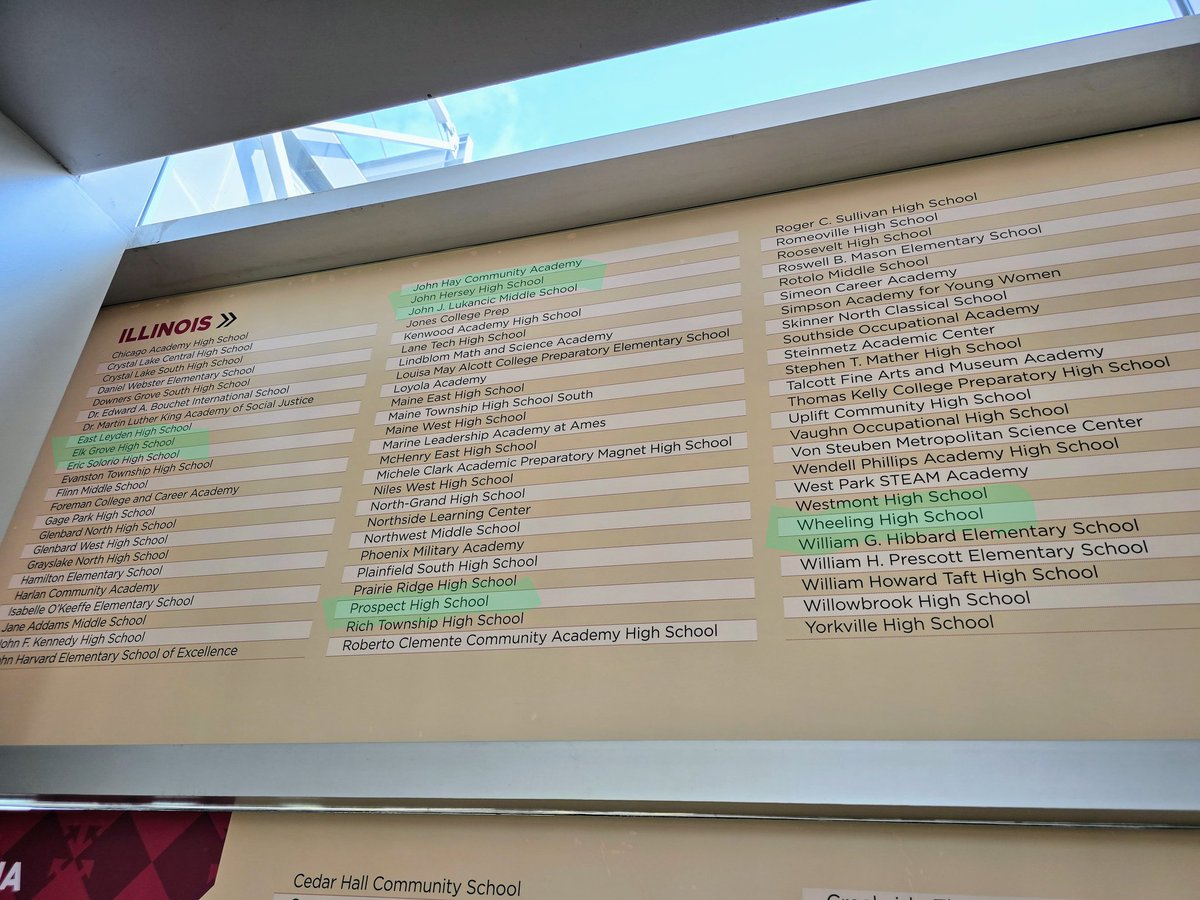 ILLINOIS »
Chicago Academy High School
Crystal Lake Central High School
Crystal Lake South High School
Daniel Webster Elementary School
Downers Grove South High School
Dr. Edward A. Bouchet International School
Dr. Martin Luther King Academy of Social Justice
East Leyden High School
Elk Grove High School
Eric Solorio High School
Evanston Township High School
Flinn Middle School
Foreman College and Career Academy
Gage Park High School
Glenbard North High School
Glenbard West High School
Grayslake North High School
Hamilton Elementary School
Harlan Community Academy
Isabelle O'Keeffe Elementary School
Jane Addams Middle School
John F. Kennedy High School
hn Harvard Elementary School of Excellence
John Hay Community Academy
John Hersey High School
John J. Lukancic Middle School
Jones College Prep
Kenwood Academy High School
Lane Tech High School
Lindblom Math and Science Academy
Louisa May Alcott College Preparatory Elementary School
Loyola Academy
Maine East High School
Maine Township High School South
Maine West High School
Marine Leadership Academy at Ames
McHenry East High School
Michele Clark Academic Preparatory Magnet High School
Niles West High School
North-Grand High School
Northside Learning Center
Northwest Middle School
Phoenix Military Academy
Plainfield South High School
Prairie Ridge High School
Prospect High School
Rich Township High School
Roberto Clemente Community Academy High School
Roger C. Sullivan High School
Romeoville High School
Roosevelt High School
Roswell B. Mason Elementary School
Rotolo Middle School
Simeon Career Academy
Simpson Academy for Young Women
Skinner North Classical School
Southside Occupational Academy
Steinmetz Academic Center
Stephen T. Mather High School
Talcott Fine Arts and Museum Academy
Thomas Kelly College Preparatory High School
Uplift Community High School
Vaughn Occupational High School
Von Steuben Metropolitan Science Center
Wendell Phillips Academy High School
West Park STEAM Academy
Westmont High School
Wheeling High School
William G. Hibbard Elementary School
William H. Prescott Elementary School
William Howard Taft High School
Willowbrook High School
Yorkville High School
Cedar Hall Community School